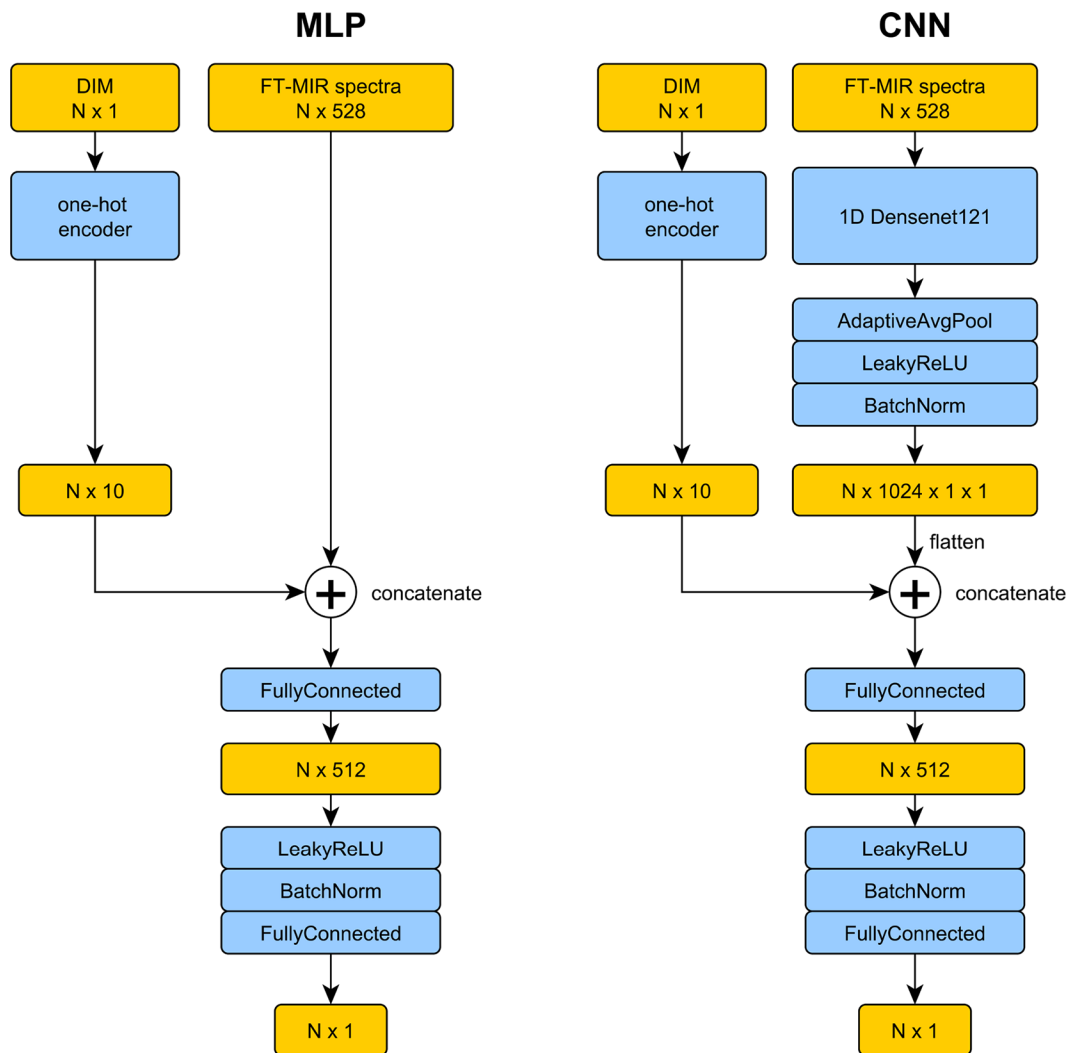 MLP
DIM
N x 1
FT-MIR spectra
N x 528
one-hot
encoder
N x 10
concatenate
FullyConnected
N x 512
LeakyReLU
BatchNorm
FullyConnected
N x 1
CNN
DIM
N x 1
FT-MIR spectra
N x 528
one-hot
encoder
1D Densenet121
AdaptiveAvgPool
LeakyReLU
BatchNorm
N x 10
N x 1024 x 1 x 1
flatten
concatenate
FullyConnected
N x 512
LeakyReLU
BatchNorm
FullyConnected
N x 1